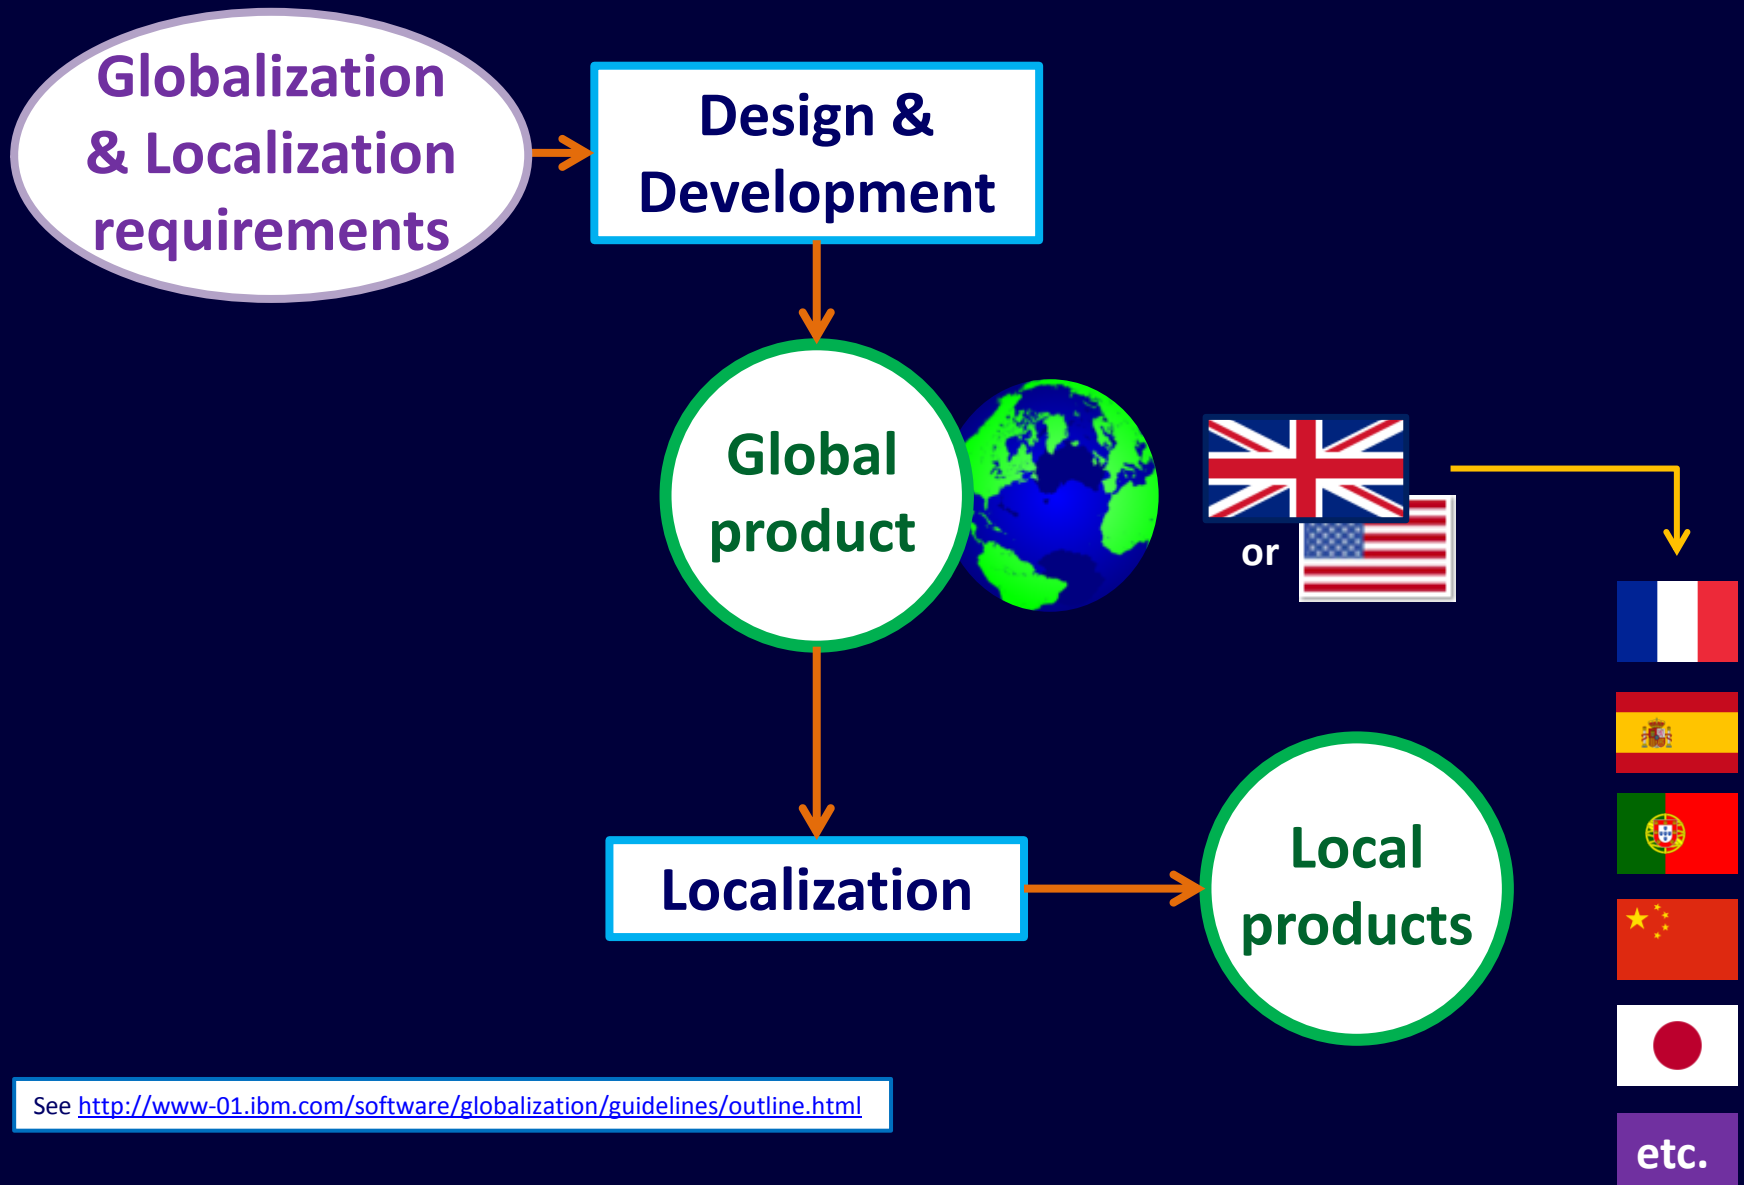 Globalization
& Localization
requirements
Design &
Development
Global
product
or
Localization
Local
products
See http://www-01.ibm.com/software/globalization/guidelines/outline.html
etc.